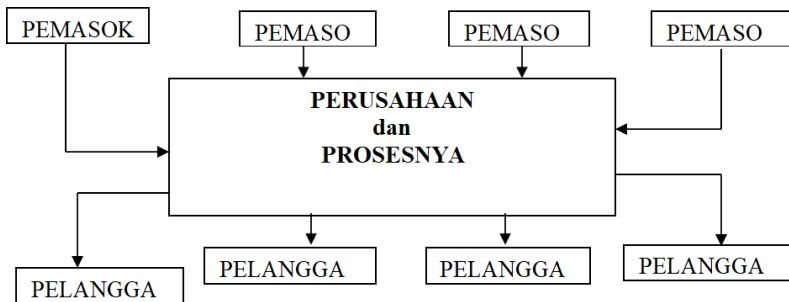 PEMASOK
PEMASO
PEMASO
PEMASO
PERUSAHAAN
dan
PROSESNYA
PELANGGA
PELANGGA
PELANGGA
PELANGGA